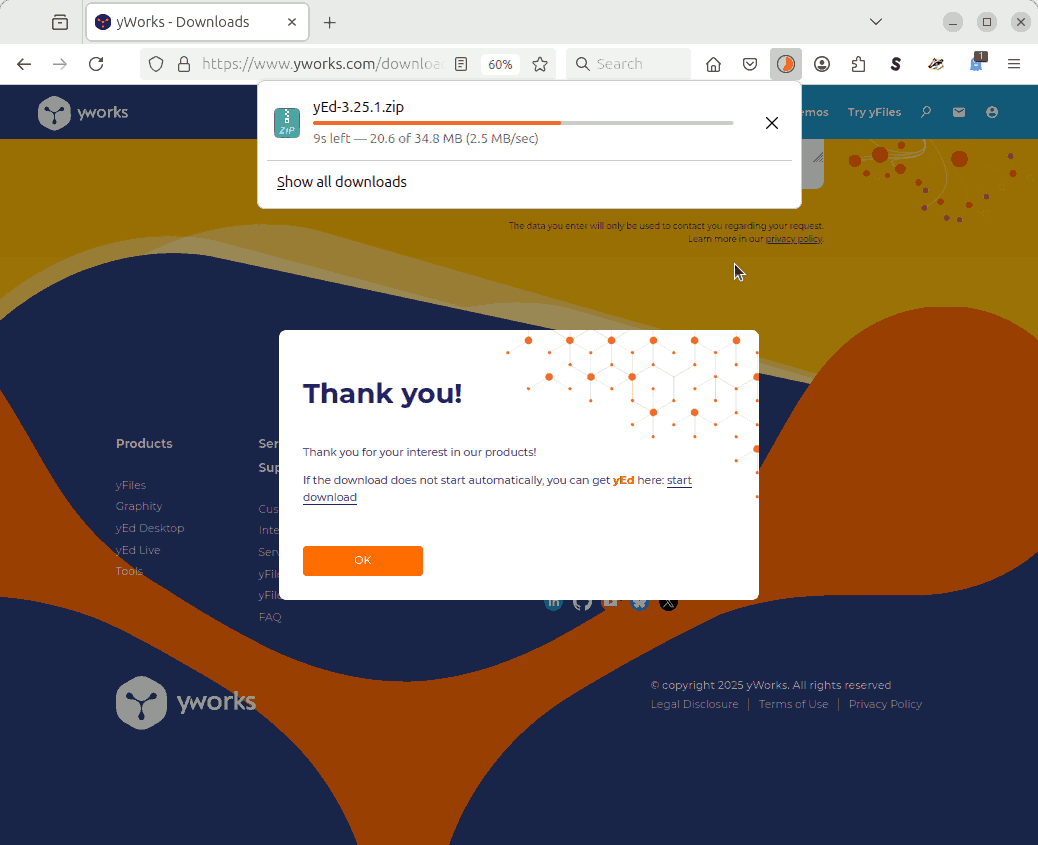 yWorks - Downloads
https://www.yworks.com/downloa
60%
Search
1
yworks
emos
Try yFiles
yEd-3.25.1.zip
ZIP
9s left — 20.6 of 34.8 MB (2.5 MB/sec)
Show all downloads
The data you enter will only be used to contact you regarding your request.
Learn more in our privacy policy.
Thank you!
Thank you for your interest in our products!
If the download does not start automatically, you can get yEd here: start
download
OK
Products
yFiles
Graphity
yEd Desktop
yEd Live
Tools
Ser
Sup
Cus
Inte
Serv
yFil
yFile
FAQ
yworks
© copyright 2025 yWorks. All rights reserved
Legal Disclosure
Terms of Use
Privacy Policy